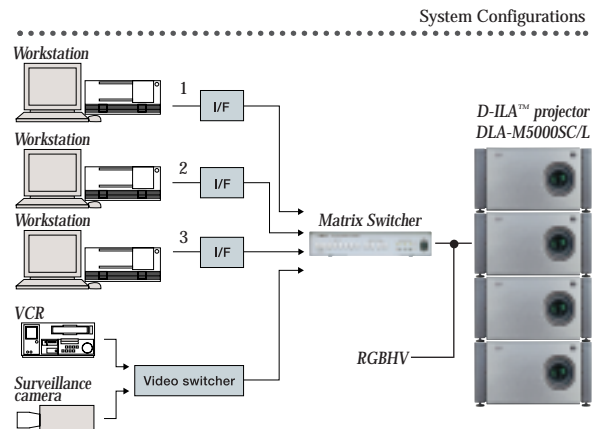 System Configurations
Workstation
1
I/F
D-ILA™ projector
DLA-M5000SC/L
Workstation
2
I/F
Matrix Switcher
Workstation
3
I/F
VCR
RGBHV
Video switcher
Surveillance
camera